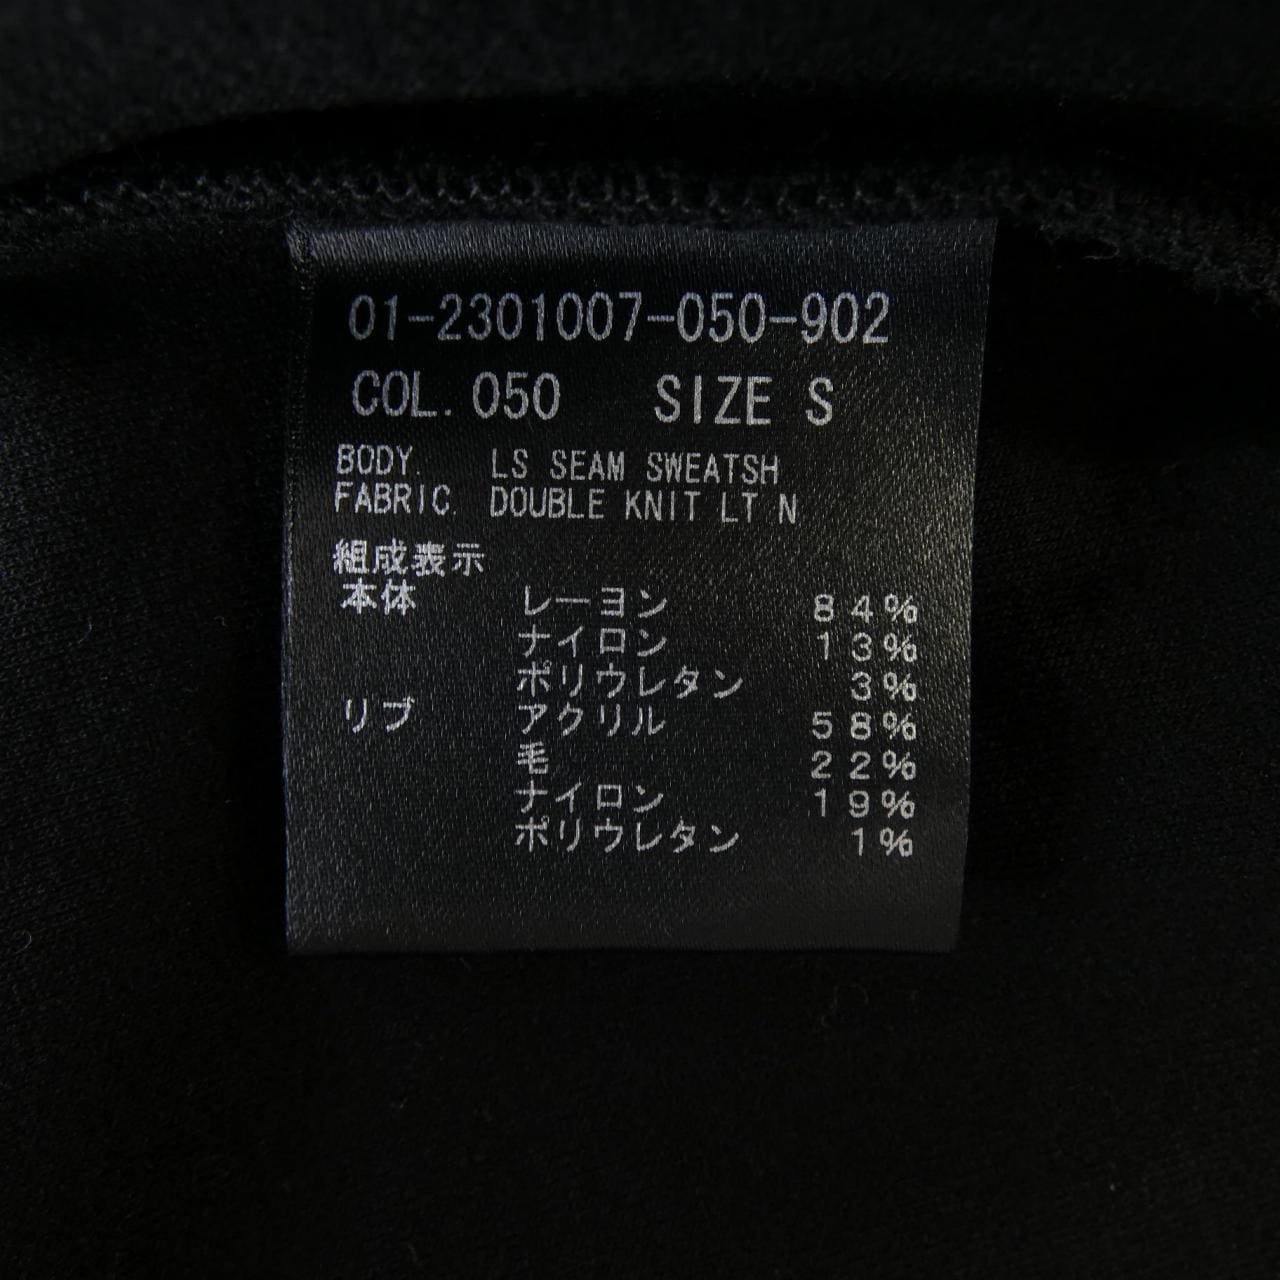 01-2301007-050-902
COL. 050 SIZE S
BODY. LS SEAM SWEATSH
FABRIC. DOUBLE KNIT LT N
組成表示
本体 レーヨン 84%
ナイロン 13%
ポリウレタン 3%
リブ アクリル 58%
毛 22%
ナイロン 19%
ポリウレタン 1%